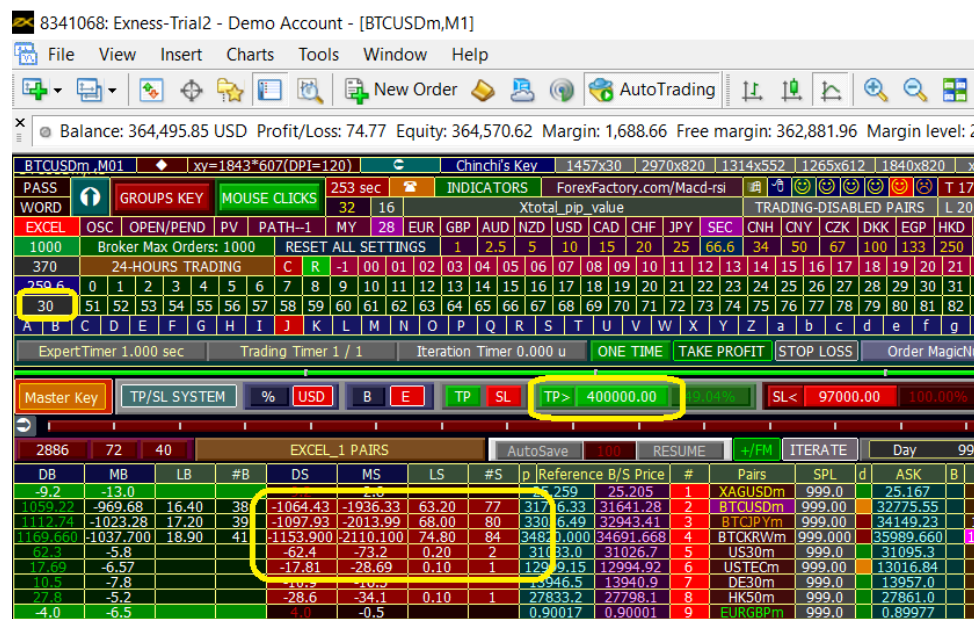 8341068: Exness-Trial2 - Demo Account - [BTCUSDm,M1]
File View Insert Charts Tools Window Help
New Order AutoTrading
Balance: 364,495.85 USD Profit/Loss: 74.77 Equity: 364,570.62 Margin: 1,688.66 Free margin: 362,881.96 Margin level: 2
BTCUSDm ,M01 xy=1843*607(DPI=120) C Chinchi's Key 1457x30 2970x820 1314x552 1265x612 1840x820 x
PASS GROUPS KEY MOUSE CLICKS 253 sec INDICATORS ForexFactory.com/Macd-rsi T 17
WORD 32 16 Xtotal_pip_value TRADING-DISABLED PAIRS L 20
EXCEL OSC OPEN/PEND PV PATH--1 MY 28 EUR GBP AUD NZD USD CAD CHF JPY SEC CNH CNY CZK DKK EGP HKD
1000 Broker Max Orders: 1000 RESET ALL SETTINGS 1 2.5 5 10 15 20 25 66.6 34 50 67 100 133 250
370 24-HOURS TRADING C R -1 00 01 02 03 04 05 06 07 08 09 10 11 12 13 14 15 16 17 18 19 20 21
259.6 0 1 2 3 4 5 6 7 8 9 10 11 12 13 14 15 16 17 18 19 20 21 22 23 24 25 26 27 28 29 30 31
30 51 52 53 54 55 56 57 58 59 60 61 62 63 64 65 66 67 68 69 70 71 72 73 74 75 76 77 78 79 80 81 82
A B C D E F G H I J K L M N O P Q R S T U V W X Y Z a b c d e f g
ExpertTimer 1.000 sec Trading Timer 1 / 1 Iteration Timer 0.000 u ONE TIME TAKE PROFIT STOP LOSS Order MagicN
Master Key TP/SL SYSTEM % USD B E TP SL TP> 400000.00 49.04% SL< 97000.00 100.00%
2886 72 40 EXCEL_1 PAIRS AutoSave 100 RESUME +/FM ITERATE Day 99
DB MB LB #B DS MS LS #S p Reference B/S Price # Pairs SPL d ASK B
-9.2 -13.0 25.205 1 XAGUSDm 999.0 25.167
1059.22 -969.68 16.40 38 -1064.43 -1936.33 63.20 77 31641.28 2 BTCUSDm 999.00 32775.55
1112.74 -1023.28 17.20 39 -1097.93 -2013.99 68.00 80 32943.41 3 BTCJPYm 999.00 34149.23
1169.660 -1037.700 18.90 41 -1153.900 -2110.100 74.80 84 34691.668 4 BTCKRWm 999.000 35989.660
62.3 -5.8 -62.4 -73.2 0.20 2 31026.7 5 US30m 999.0 31095.3
17.69 -6.57 -17.81 -28.69 0.10 1 12994.92 6 USTECm 999.00 13016.84
10.5 -7.8 13940.9 7 DE30m 999.0 13957.0
27.8 -5.2 -28.6 -34.1 0.10 1 27833.2 27798.1 8 HK50m 999.0 27861.0
-4.0 -6.5 4.0 -0.5 0.90017 0.90001 9 EURGBPm 999.0 0.89977